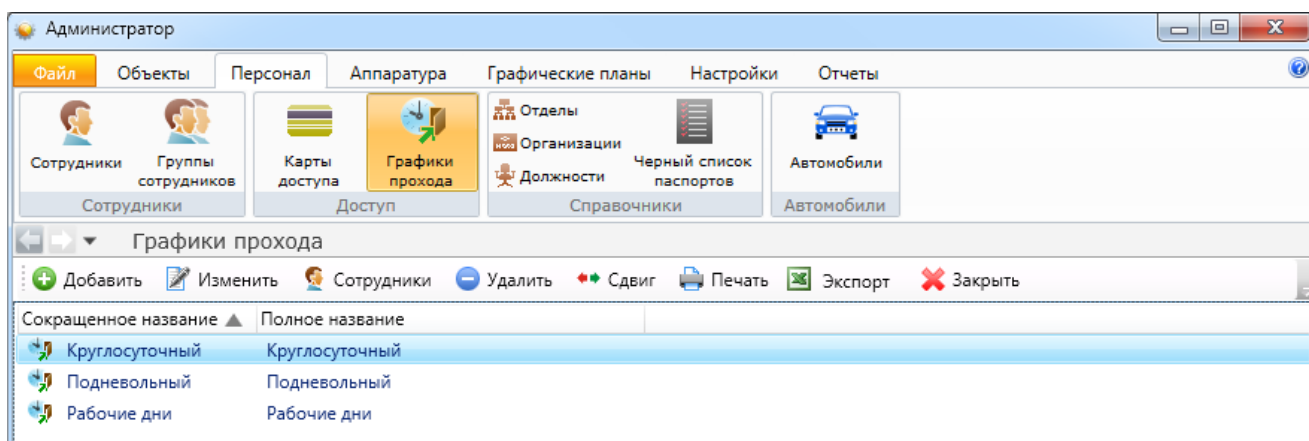 Администратор
Файл Объекты Персонал Аппаратура Графические планы Настройки Отчеты
Сотрудники
Группы сотрудников
Сотрудники
Карты доступа
Графики прохода
Доступ
Отделы
Организации
Должности
Черный список паспортов
Справочники
Автомобили
Автомобили
Графики прохода
Добавить Изменить Сотрудники Удалить Сдвиг Печать Экспорт Закрыть
Сокращенное название Полное название
Круглосуточный Круглосуточный
Подневольный Подневольный
Рабочие дни Рабочие дни